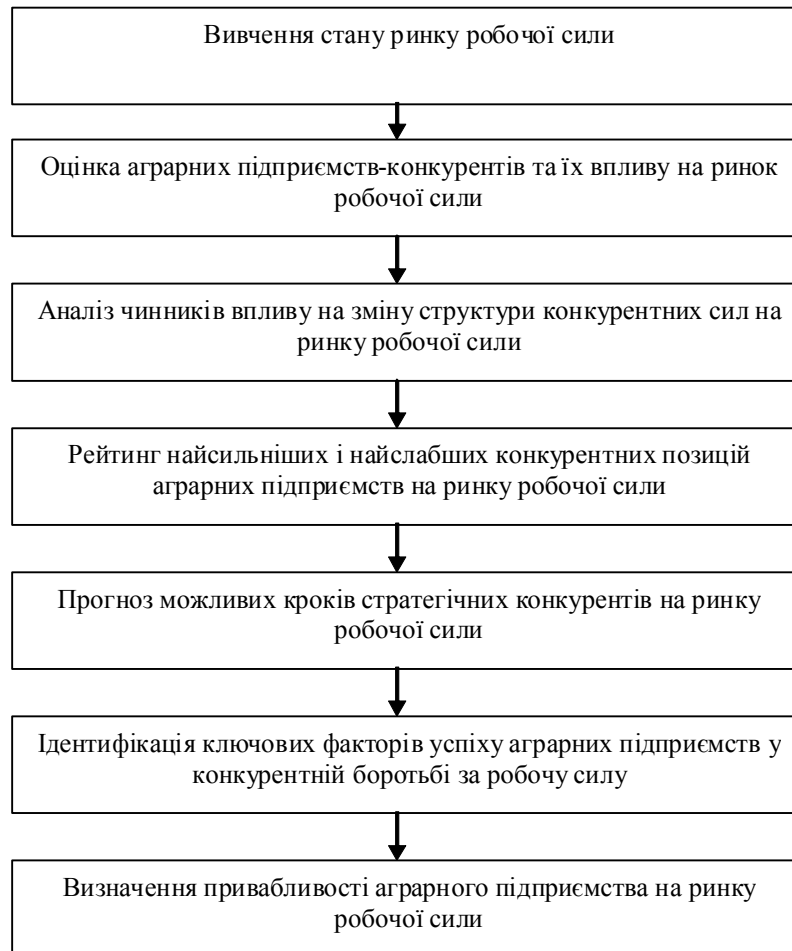 Вивчення стану ринку робочої сили
Оцінка аграрних підприємств-конкурентів та їх впливу на ринок
робочої сили
Аналіз чинників впливу на зміну структури конкурентних сил на
ринку робочої сили
Рейтинг найсильніших і найслабших конкурентних позицій
аграрних підприємств на ринку робочої сили
Прогноз можливих кроків стратегічних конкурентів на ринку
робочої сили
Ідентифікація ключових факторів успіху аграрних підприємств у
конкурентній боротьбі за робочу силу
Визначення привабливості аграрного підприємства на ринку
робочої сили